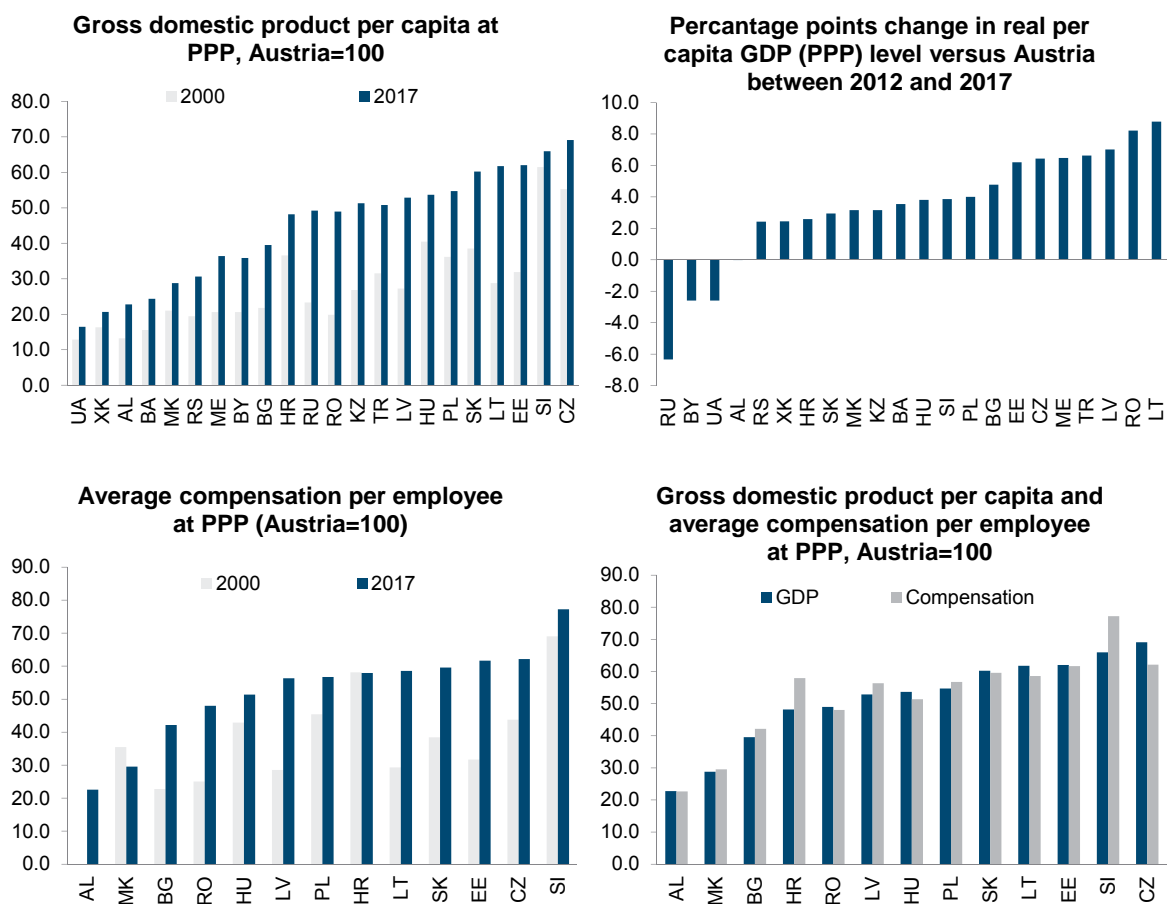 Gross domestic product per capita at
PPP, Austria=100
2000 2017
80.0
70.0
60.0
50.0
40.0
30.0
20.0
10.0
0.0
UA XK AL BA MK RS ME BY BG HR RU RO KZ TR LV HU PL SK LT EE SI CZ
Percentage points change in real per
capita GDP (PPP) level versus Austria
between 2012 and 2017
10.0
8.0
6.0
4.0
2.0
0.0
-2.0
-4.0
-6.0
-8.0
RU BY UA AL RS XK HR SK MK KZ BA HU SI PL BG EE CZ ME TR LV RO LT
Average compensation per employee
at PPP (Austria=100)
2000 2017
90.0
80.0
70.0
60.0
50.0
40.0
30.0
20.0
10.0
0.0
AL MK BG RO HU LV PL HR LT SK EE CZ SI
Gross domestic product per capita and
average compensation per employee
at PPP, Austria=100
GDP Compensation
90.0
80.0
70.0
60.0
50.0
40.0
30.0
20.0
10.0
0.0
AL MK BG HR RO LV HU PL SK LT EE SI CZ